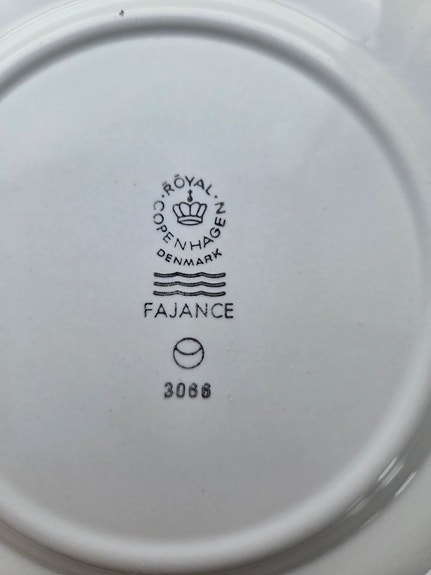 ROYAL
COPENHAGEN
DENMARK
FAJANCE
3066